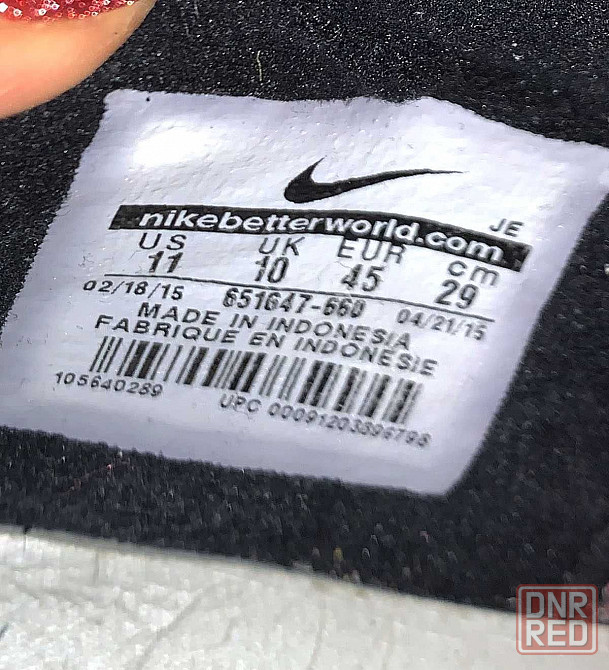 JE
nikebetterworld.com
US UK EUR cm
11 10 45 29
02/18/15 651647-660 04/21/15
MADE IN INDONESIA
FABRIQUE EN INDONESIE
105640289
UPC 00091203896798
DNR
RED